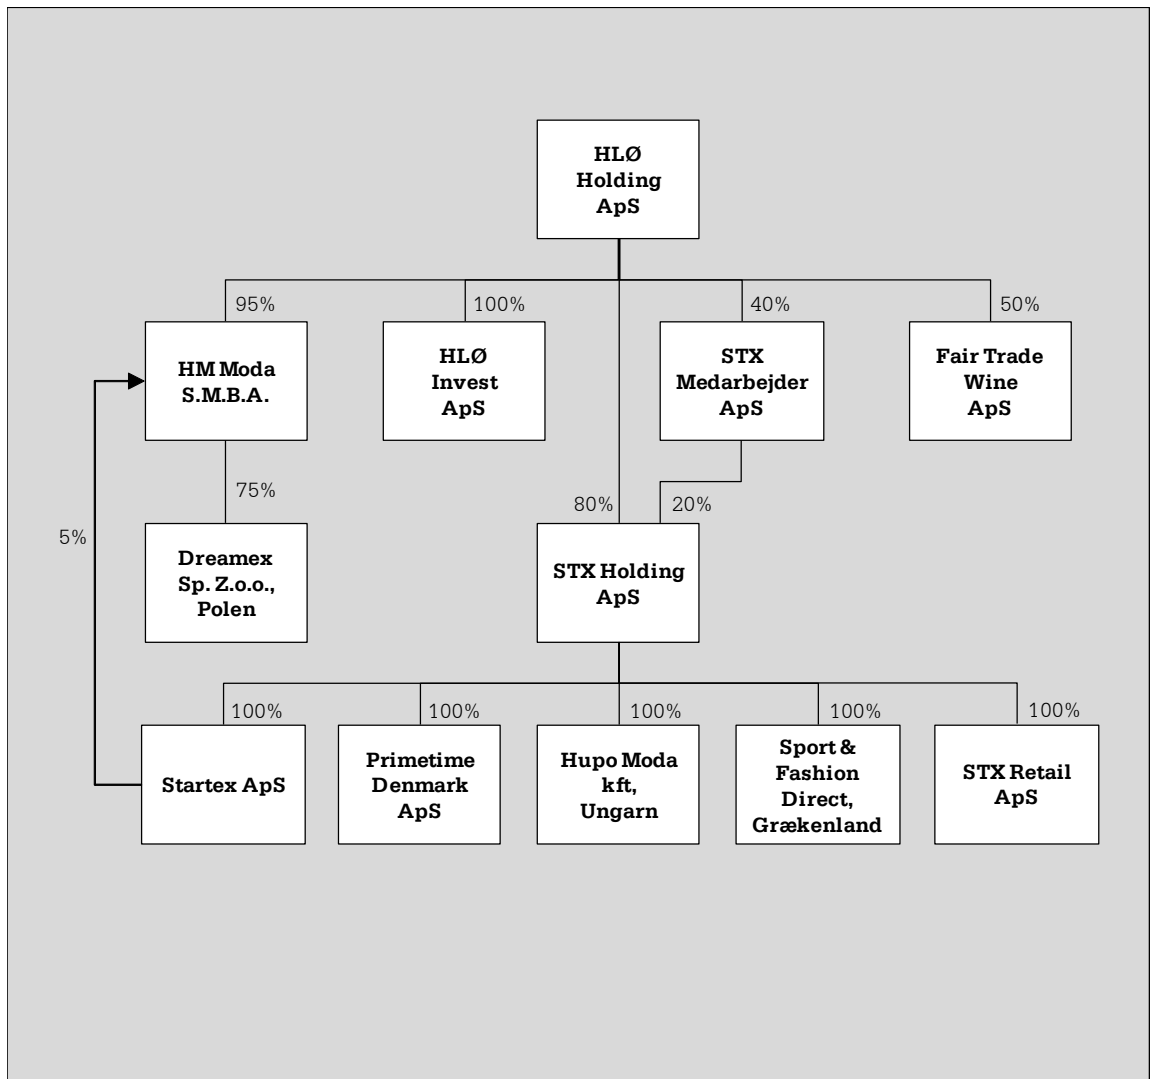 HLØ
Holding
ApS
95%
100%
40%
50%
HM Moda
S.M.B.A.
HLØ
Invest
ApS
STX
Medarbejder
ApS
Fair Trade
Wine
ApS
75%
80%
20%
5%
Dreamex
Sp. Z.o.o.,
Polen
STX Holding
ApS
100%
100%
100%
100%
100%
Startex ApS
Primetime
Denmark
ApS
Hupo Moda
kft,
Ungarn
Sport &
Fashion
Direct,
Grækenland
STX Retail
ApS